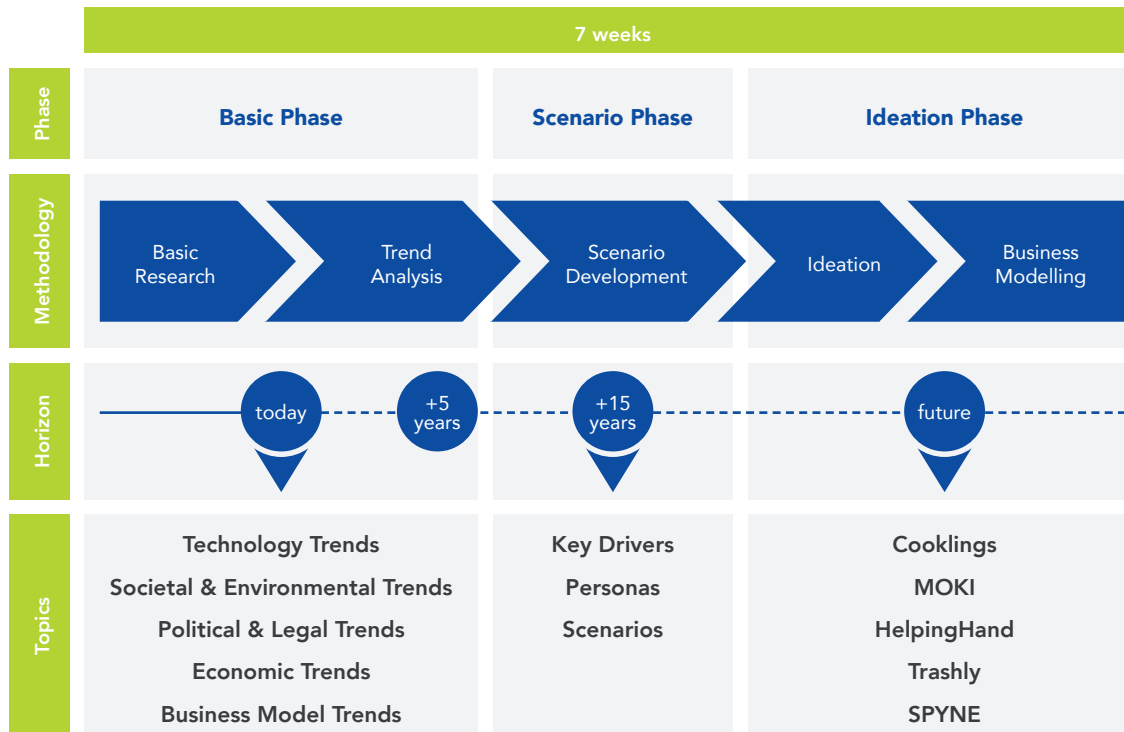 7 weeks
Phase
Basic Phase
Scenario Phase
Ideation Phase
Methodology
Basic
Research
Trend
Analysis
Scenario
Development
Ideation
Business
Modelling
Horizon
today
+5
years
+15
years
future
Topics
Technology Trends
Societal & Environmental Trends
Political & Legal Trends
Economic Trends
Business Model Trends
Key Drivers
Personas
Scenarios
Cooklings
MOKI
HelpingHand
Trashly
SPYNE